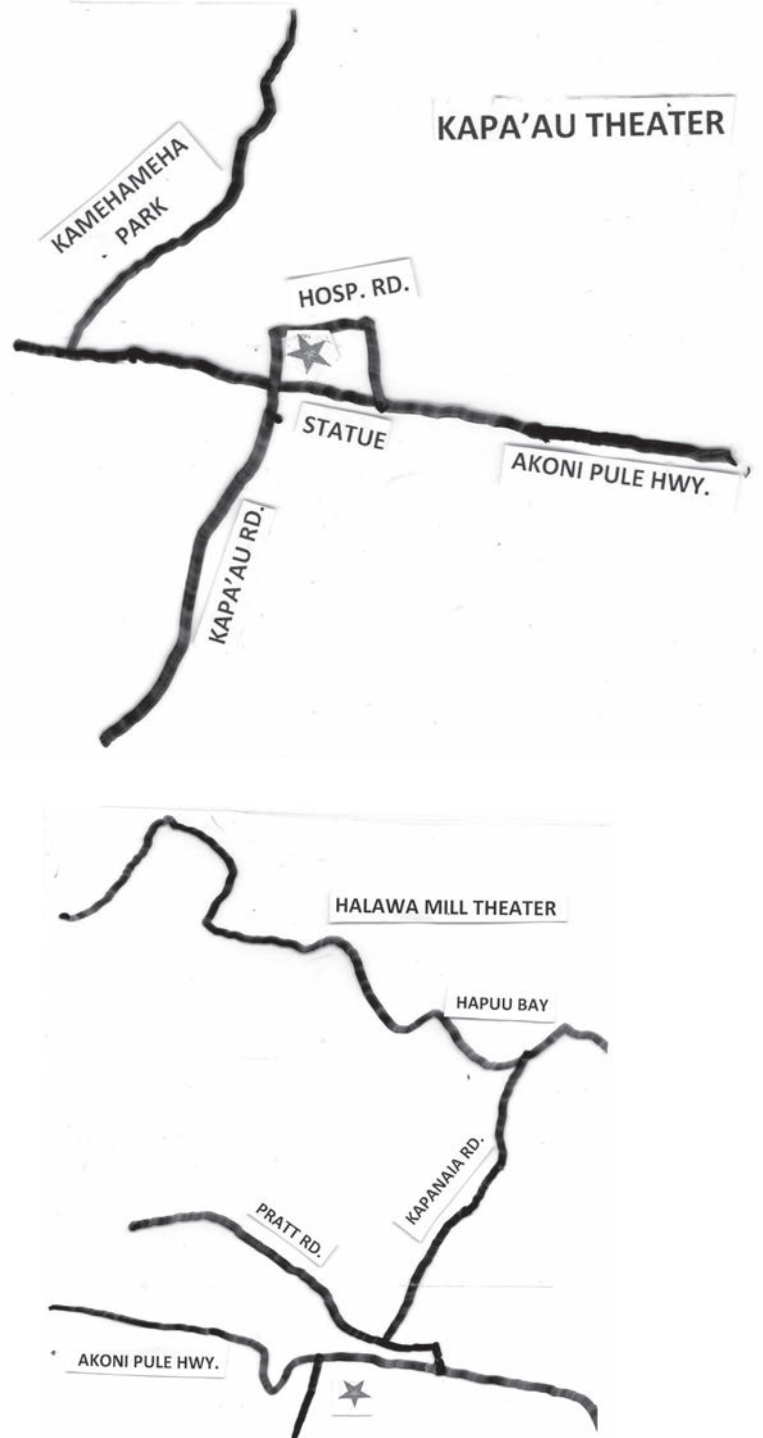 KAPA'AU THEATER
KAMEHAMEHA
PARK
HOSP. RD.
STATUE
AKONI PULE HWY.
KAPA'AU RD.
HALAWA MILL THEATER
HAPUU BAY
KAPANAIA RD.
PRATT RD.
AKONI PULE HWY.